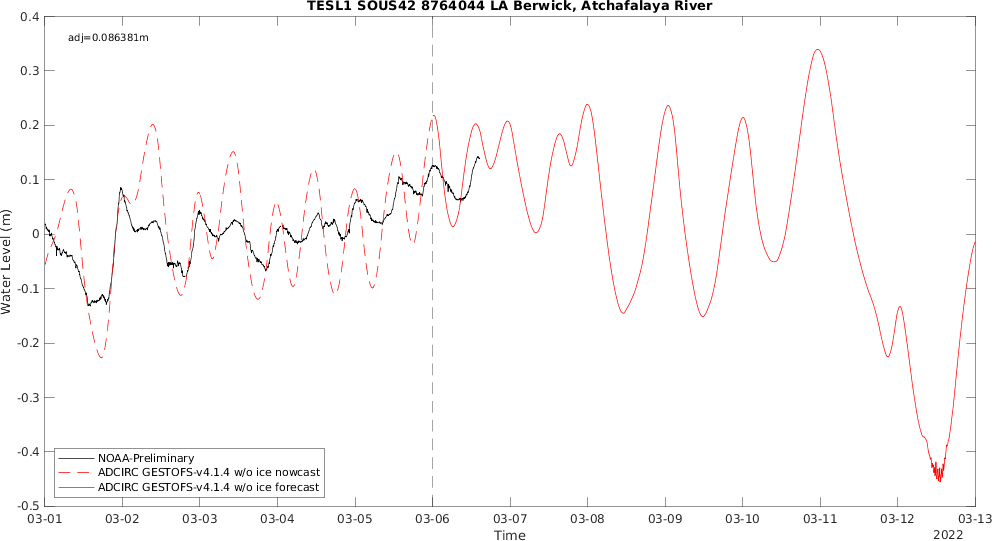 TESL1 SOUS42 8764044 LA Berwick, Atchafalaya River
adj=0.086381m
0.4
0.3
0.2
0.1
0
-0.1
-0.2
-0.3
-0.4
-0.5
Water Level (m)
NOAA-Preliminary
ADCIRC GESTOFS-v4.1.4 w/o ice nowcast
ADCIRC GESTOFS-v4.1.4 w/o ice forecast
03-01 03-02 03-03 03-04 03-05 03-06 03-07 03-08 03-09 03-10 03-11 03-12 03-13
Time
2022